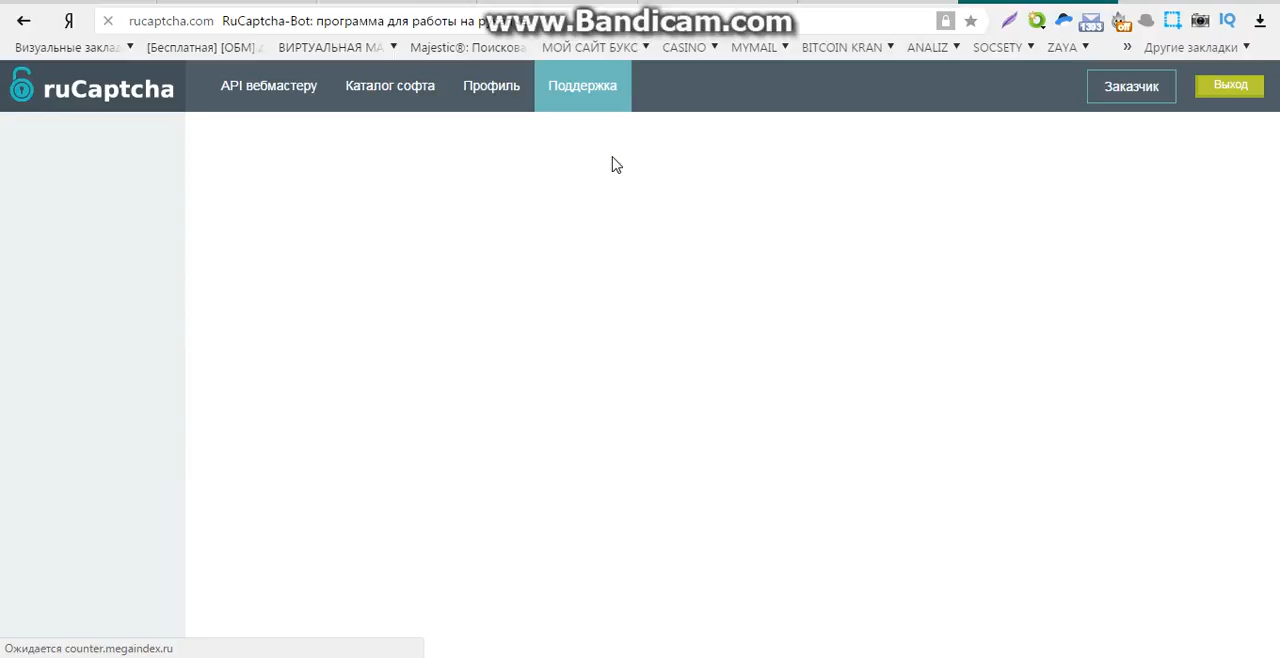 www.Bandicam.com
Я rucaptcha.com RuCaptcha-Bot: программа для работы на
Визуальные заклад [Бесплатная] [ОБМ] ВИРТУАЛЬНАЯ МА Majestic®: Поискова МОЙ САЙТ БУКС CASINO MYMAIL BITCOIN KRAN ANALIZ SOCSETY ZAYA » Другие закладки
ruCaptcha API вебмастеру Каталог софта Профиль Поддержка Заказчик Выход
Ожидается counter.megaindex.ru